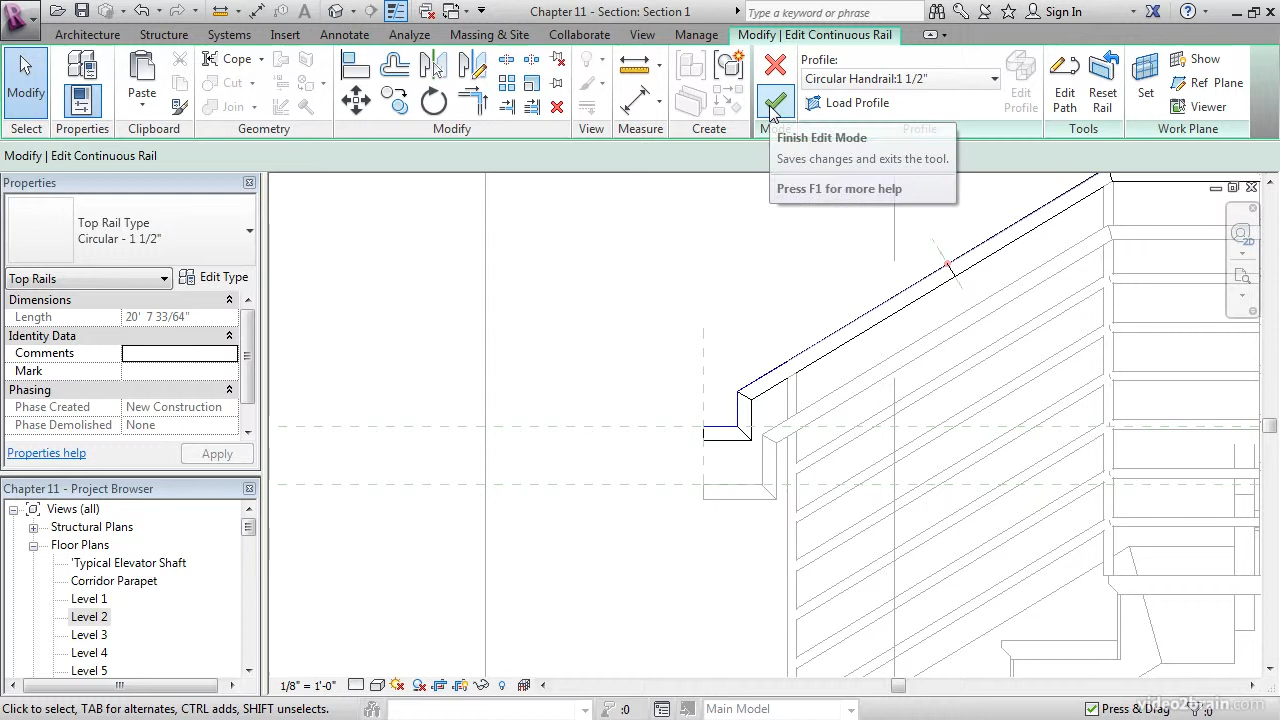 Chapter 11 - Section: Section 1
Type a keyword or phrase
Sign In
Architecture
Structure
Systems
Insert
Annotate
Analyze
Massing & Site
Collaborate
View
Manage
Modify | Edit Continuous Rail
Modify
Select
Properties
Paste
Clipboard
Cope
Cut
Join
Geometry
Modify
View
Measure
Create
Mode
Profile:
Circular Handrail:1 1/2"
Load Profile
Profile
Edit
Profile
Edit
Path
Reset
Rail
Tools
Set
Show
Ref Plane
Viewer
Work Plane
Finish Edit Mode
Saves changes and exits the tool.
Press F1 for more help
Modify | Edit Continuous Rail
Properties
Top Rail Type
Circular - 1 1/2"
Top Rails
Edit Type
Dimensions
Length 20' 7 33/64"
Identity Data
Comments
Mark
Phasing
Phase Created New Construction
Phase Demolished None
Properties help
Apply
Chapter 11 - Project Browser
Views (all)
Structural Plans
Floor Plans
'Typical Elevator Shaft
Corridor Parapet
Level 1
Level 2
Level 3
Level 4
Level 5
2D
1/8" = 1'-0"
Click to select, TAB for alternates, CTRL adds, SHIFT unselects.
:0
Main Model
Press & Drag
:0
video2brain.com